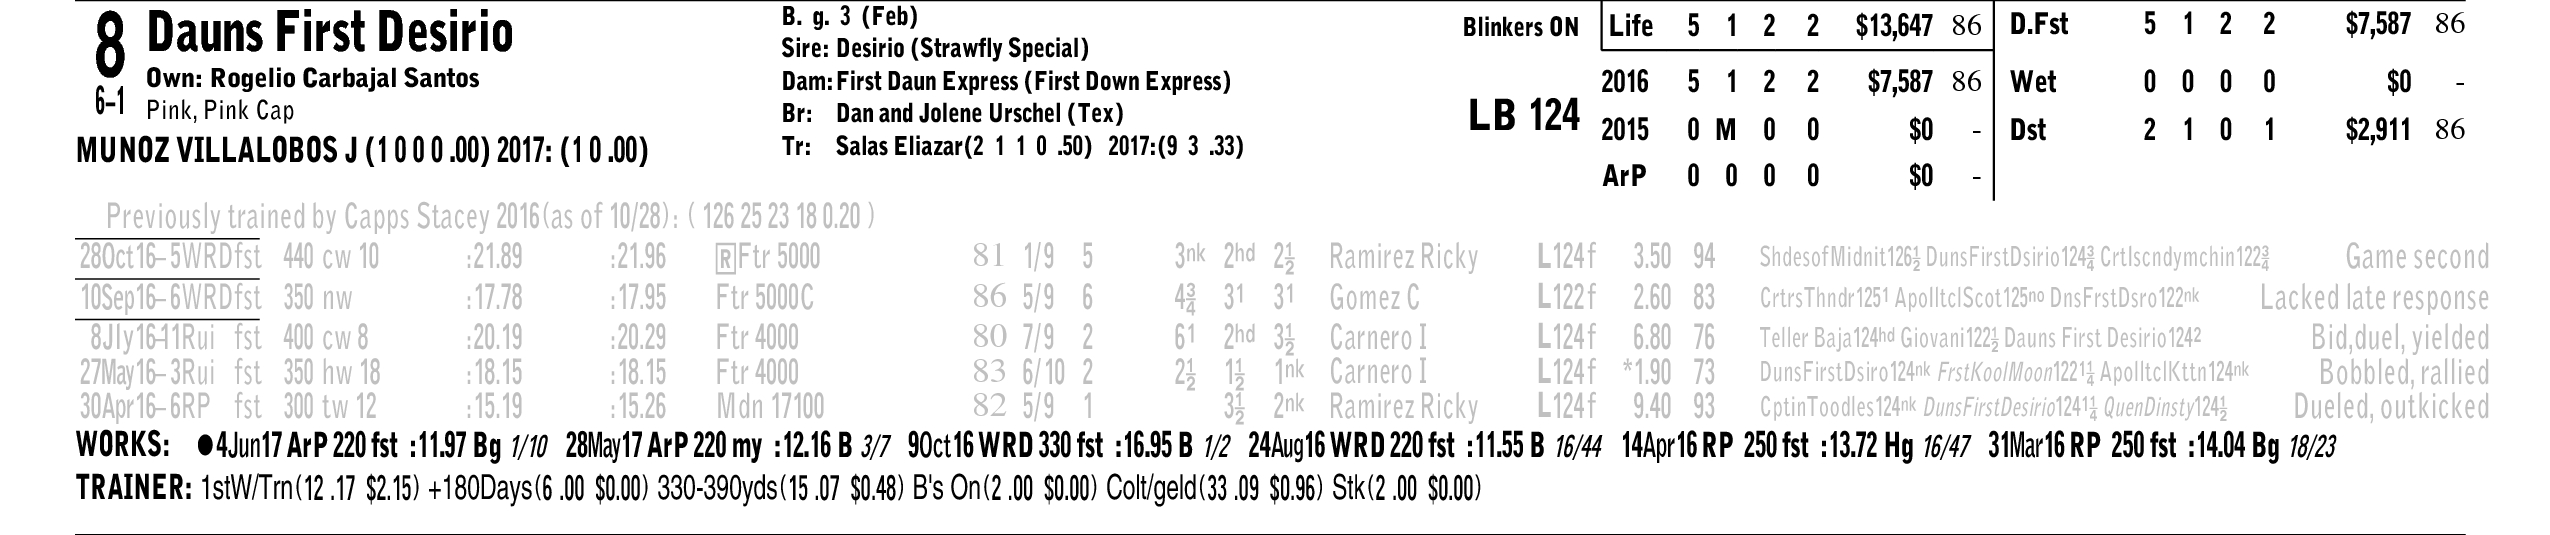 8 Dauns First Desirio
Own: Rogelio Carbajal Santos
6–1 Pink, Pink Cap
MUNOZ VILLALOBOS J (1 0 0 0 .00) 2017: (1 0 .00)
B. g. 3 (Feb)
Sire: Desirio (Strawfly Special)
Dam: First Daun Express (First Down Express)
Br: Dan and Jolene Urschel (Tex)
Tr: Salas Eliazar(2 1 1 0 .50) 2017:(9 3 .33)
Blinkers ON
LB 124
Life 5 1 2 2 $13,647 86
2016 5 1 2 2 $7,587 86
2015 0 M 0 0 $0 -
ArP 0 0 0 0 $0 -
D.Fst 5 1 2 2 $7,587 86
Wet 0 0 0 0 $0 -
Dst 2 1 0 1 $2,911 86
Previously trained by Capps Stacey 2016(as of 10/28): ( 126 25 23 18 0.20 )
28Oct16–5WRDfst 440 cw 10 :21.89 :21.96 🅁Ftr 5000 81 1/9 5 3nk 2hd 2½ Ramirez Ricky L124f 3.50 94 ShdesofMidnit126½ DunsFirstDsirio124¾ Crtlscndymchin122¾ Game second
10Sep16–6WRDfst 350 nw :17.78 :17.95 Ftr 5000C 86 5/9 6 4¾ 31 31 Gomez C L122f 2.60 83 CrtrsThndr1251 ApolltclScot125no DnsFrstDsro122nk Lacked late response
8Jly16–11Rui fst 400 cw 8 :20.19 :20.29 Ftr 4000 80 7/9 2 61 2hd 3½ Carnero I L124f 6.80 76 Teller Baja124hd Giovani122½ Dauns First Desirio1242 Bid,duel, yielded
27May16–3Rui fst 350 hw 18 :18.15 :18.15 Ftr 4000 83 6/10 2 2½ 1½ 1nk Carnero I L124f *1.90 73 DunsFirstDsiro124nk FrstKoolMoon1221¼ ApolltclKttn124nk Bobbled, rallied
30Apr16–6RP fst 300 tw 12 :15.19 :15.26 Mdn 17100 82 5/9 1 3½ 2nk Ramirez Ricky L124f 9.40 93 CptinToodles124nk DunsFirstDesirio1241¼ QuenDinsty124½ Dueled, outkicked
WORKS: ●4Jun17 ArP 220 fst :11.97 Bg 1/10 28May17 ArP 220 my :12.16 B 3/7 9Oct16 WRD 330 fst :16.95 B 1/2 24Aug16 WRD 220 fst :11.55 B 16/44 14Apr16 RP 250 fst :13.72 Hg 16/47 31Mar16 RP 250 fst :14.04 Bg 18/23
TRAINER: 1stW/Trn(12 .17 $2.15) +180Days(6 .00 $0.00) 330-390yds(15 .07 $0.48) B's On(2 .00 $0.00) Colt/geld(33 .09 $0.96) Stk(2 .00 $0.00)